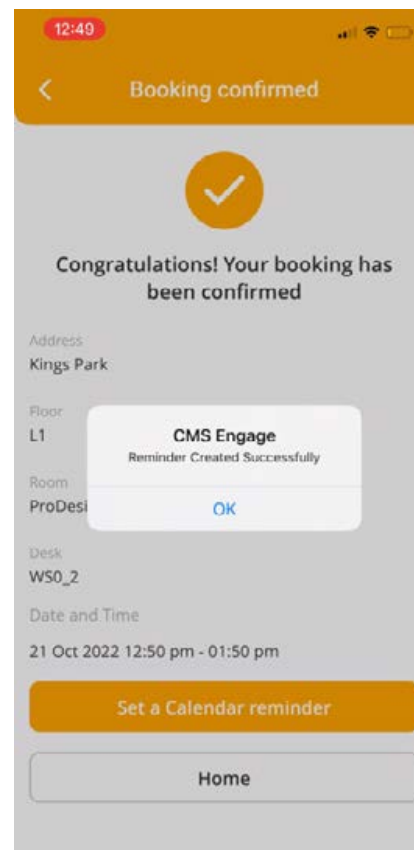 12:49
Booking confirmed
Congratulations! Your booking has
been confirmed
Address
Kings Park
Floor
L1
CMS Engage
Reminder Created Successfully
Room
ProDesi
OK
Desk
WS0_2
Date and Time
21 Oct 2022 12:50 pm - 01:50 pm
Set a Calendar reminder
Home